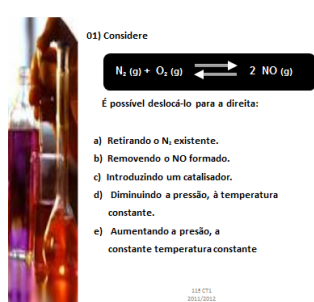 01) Considere
N₂ (g) + O₂ (g) ⇄ 2 NO (g)
É possível deslocá-lo para a direita:
a) Retirando o N₂ existente.
b) Removendo o NO formado.
c) Introduzindo um catalisador.
d) Diminuindo a pressão, à temperatura
constante.
e) Aumentando a presão, a
constante temperatura constante
11ª CT1
2011/2012